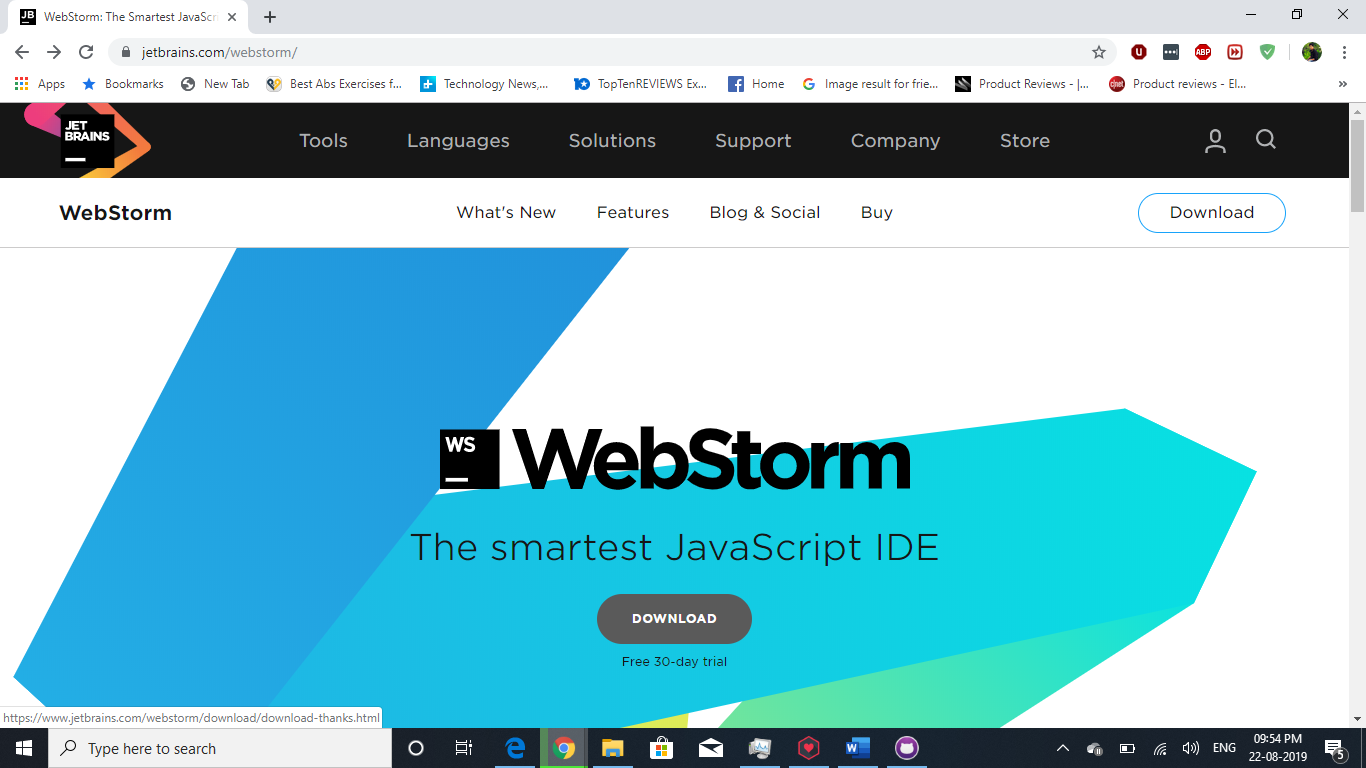 JB WebStorm: The Smartest JavaScri
jetbrains.com/webstorm/
U ABP
Apps Bookmarks New Tab Best Abs Exercises f... Technology News,... TopTenREVIEWS Ex... Home Image result for frie... Product Reviews - |... cnet Product reviews - El... »
JET
BRAINS
Tools Languages Solutions Support Company Store
WebStorm What's New Features Blog & Social Buy Download
WS WebStorm
The smartest JavaScript IDE
DOWNLOAD
Free 30-day trial
https://www.jetbrains.com/webstorm/download/download-thanks.html
Type here to search
ENG
09:54 PM
22-08-2019
5